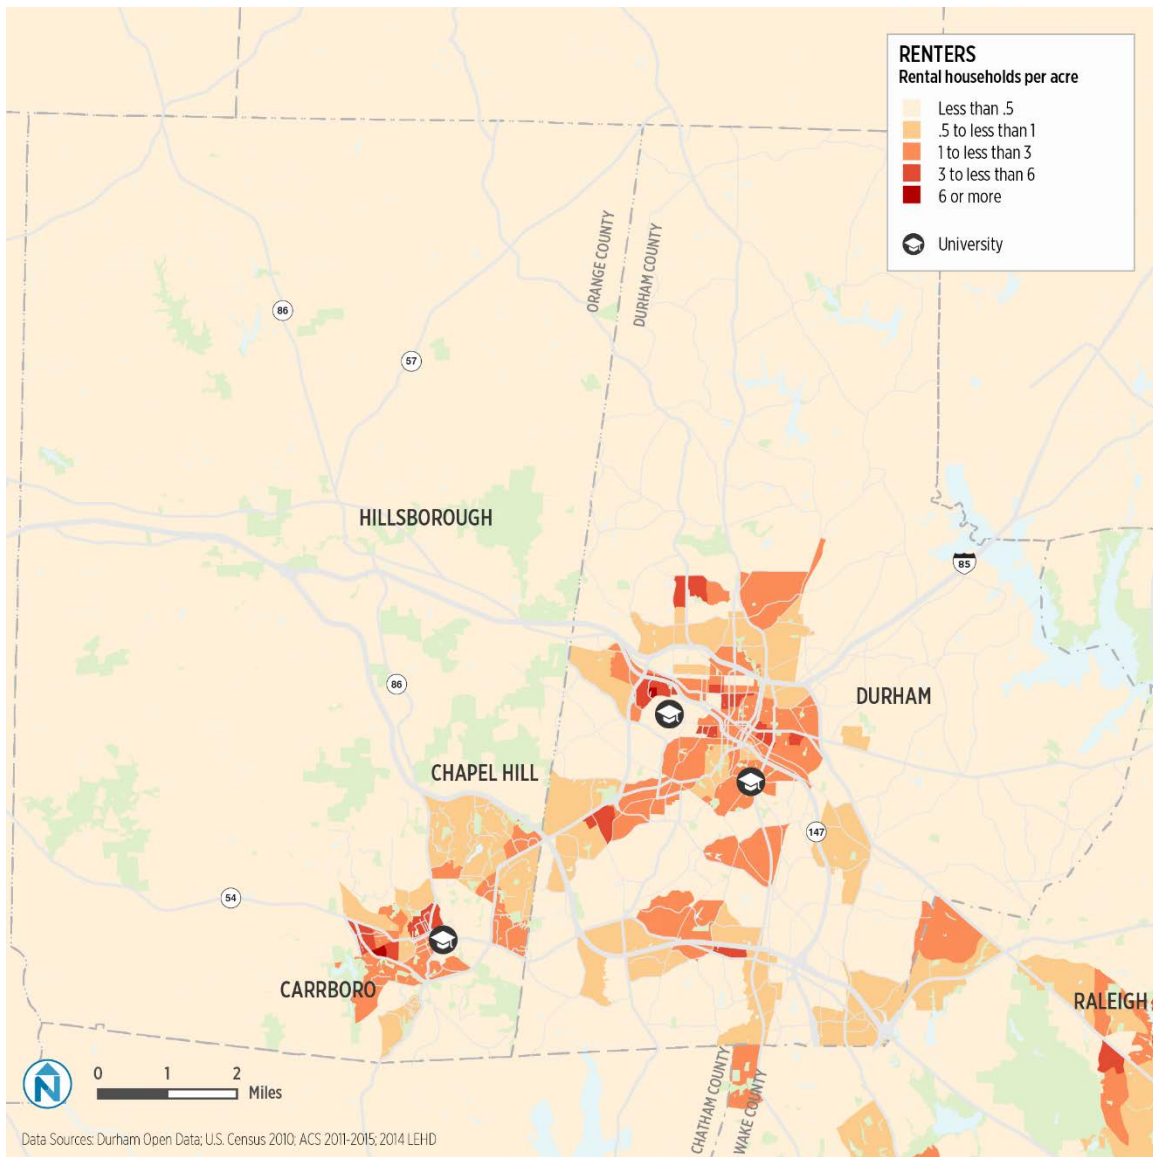 RENTERS
Rental households per acre
Less than .5
.5 to less than 1
1 to less than 3
3 to less than 6
6 or more
University
ORANGE COUNTY
DURHAM COUNTY
86
57
HILLSBOROUGH
85
86
DURHAM
CHAPEL HILL
147
54
CARRBORO
RALEIGH
CHATHAM COUNTY
WAKE COUNTY
N
0 1 2
Miles
Data Sources: Durham Open Data; U.S. Census 2010; ACS 2011-2015; 2014 LEHD